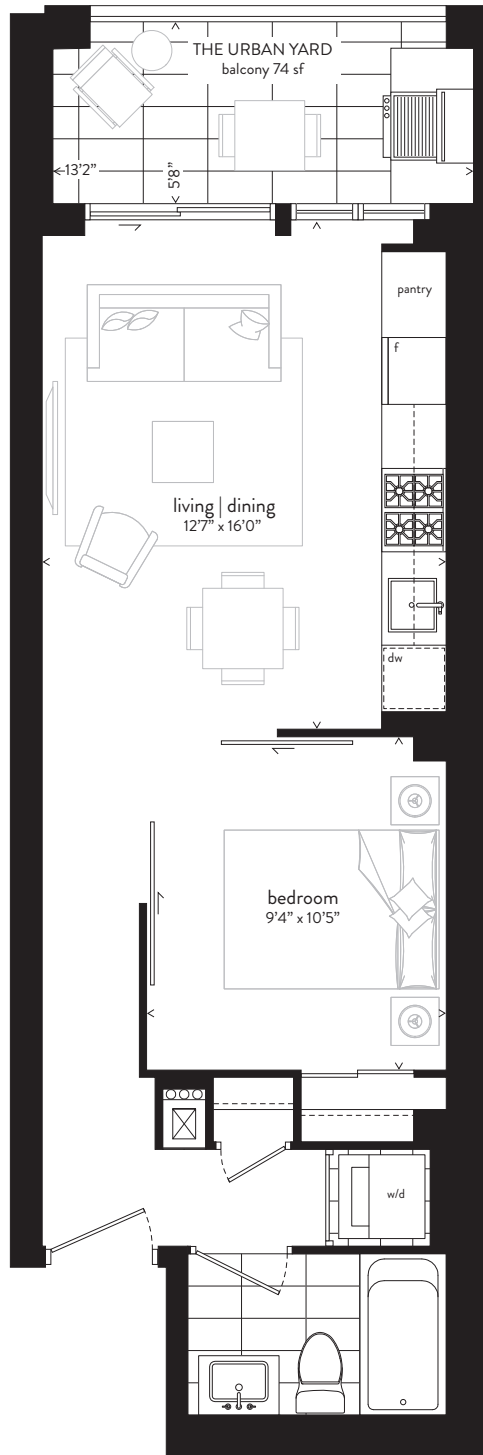 THE URBAN YARD
balcony 74 sf
13'2"
5'8"
pantry
f
living | dining
12'7" x 16'0"
dw
bedroom
9'4" x 10'5"
w/d